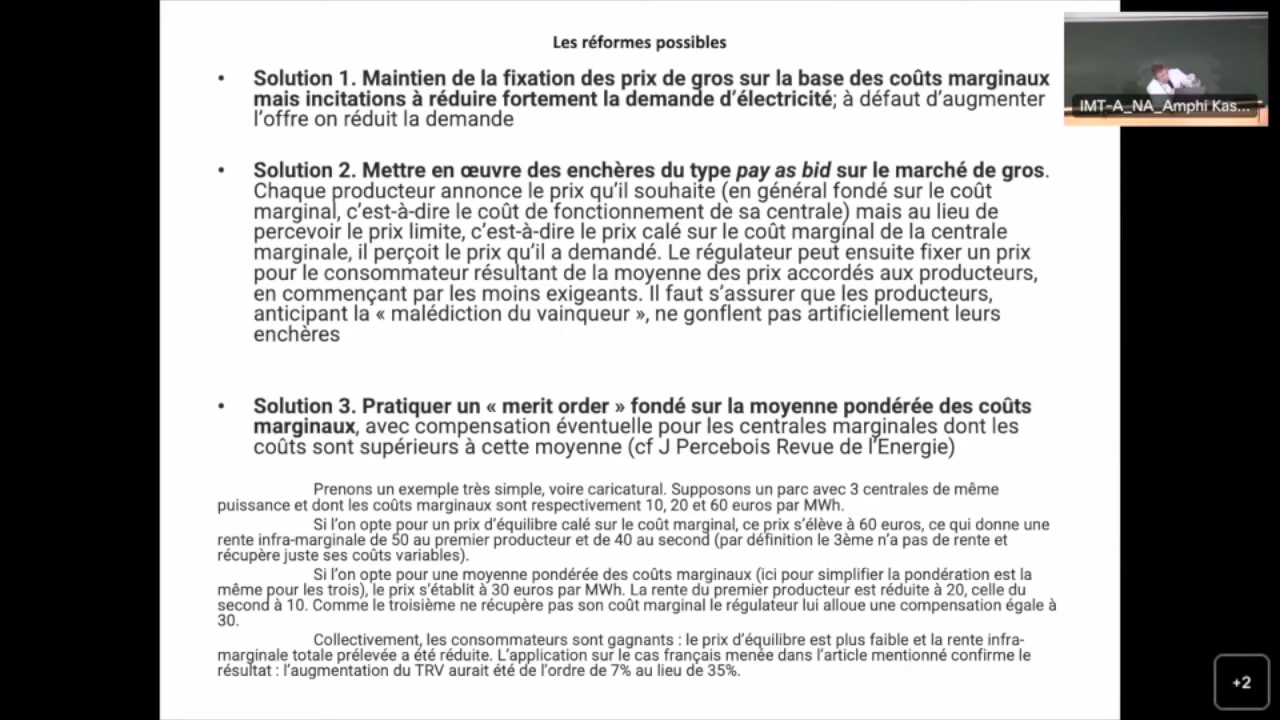 Les réformes possibles
• Solution 1. Maintien de la fixation des prix de gros sur la base des coûts marginaux
mais incitations à réduire fortement la demande d'électricité; à défaut d'augmenter
l'offre on réduit la demande
IMT-A_NA_Amphi Kas...
• Solution 2. Mettre en œuvre des enchères du type pay as bid sur le marché de gros.
Chaque producteur annonce le prix qu'il souhaite (en général fondé sur le coût
marginal, c'est-à-dire le coût de fonctionnement de sa centrale) mais au lieu de
percevoir le prix limite, c'est-à-dire le prix calé sur le coût marginal de la centrale
marginale, il perçoit le prix qu'il a demandé. Le régulateur peut ensuite fixer un prix
pour le consommateur résultant de la moyenne des prix accordés aux producteurs,
en commençant par les moins exigeants. Il faut s'assurer que les producteurs,
anticipant la « malédiction du vainqueur », ne gonflent pas artificiellement leurs
enchères
• Solution 3. Pratiquer un « merit order » fondé sur la moyenne pondérée des coûts
marginaux, avec compensation éventuelle pour les centrales marginales dont les
coûts sont supérieurs à cette moyenne (cf J Percebois Revue de l'Energie)
Prenons un exemple très simple, voire caricatural. Supposons un parc avec 3 centrales de même
puissance et dont les coûts marginaux sont respectivement 10, 20 et 60 euros par MWh.
Si l'on opte pour un prix d'équilibre calé sur le coût marginal, ce prix s'élève à 60 euros, ce qui donne une
rente infra-marginale de 50 au premier producteur et de 40 au second (par définition le 3ème n'a pas de rente et
récupère juste ses coûts variables).
Si l'on opte pour une moyenne pondérée des coûts marginaux (ici pour simplifier la pondération est la
même pour les trois), le prix s'établit à 30 euros par MWh. La rente du premier producteur est réduite à 20, celle du
second à 10. Comme le troisième ne récupère pas son coût marginal le régulateur lui alloue une compensation égale à
30.
Collectivement, les consommateurs sont gagnants : le prix d'équilibre est plus faible et la rente infra-
marginale totale prélevée a été réduite. L'application sur le cas français menée dans l'article mentionné confirme le
résultat : l'augmentation du TRV aurait été de l'ordre de 7% au lieu de 35%.
+2